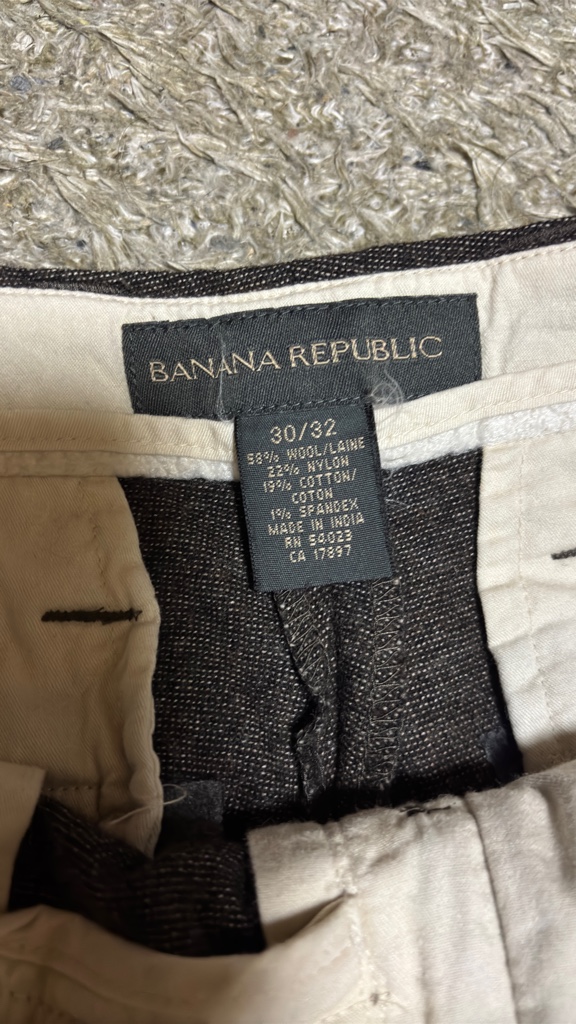 BANANA REPUBLIC
30/32
58% WOOL/LAINE
22% NYLON
19% COTTON/
COTON
1% SPANDEX
MADE IN INDIA
RN 54023
CA 17897